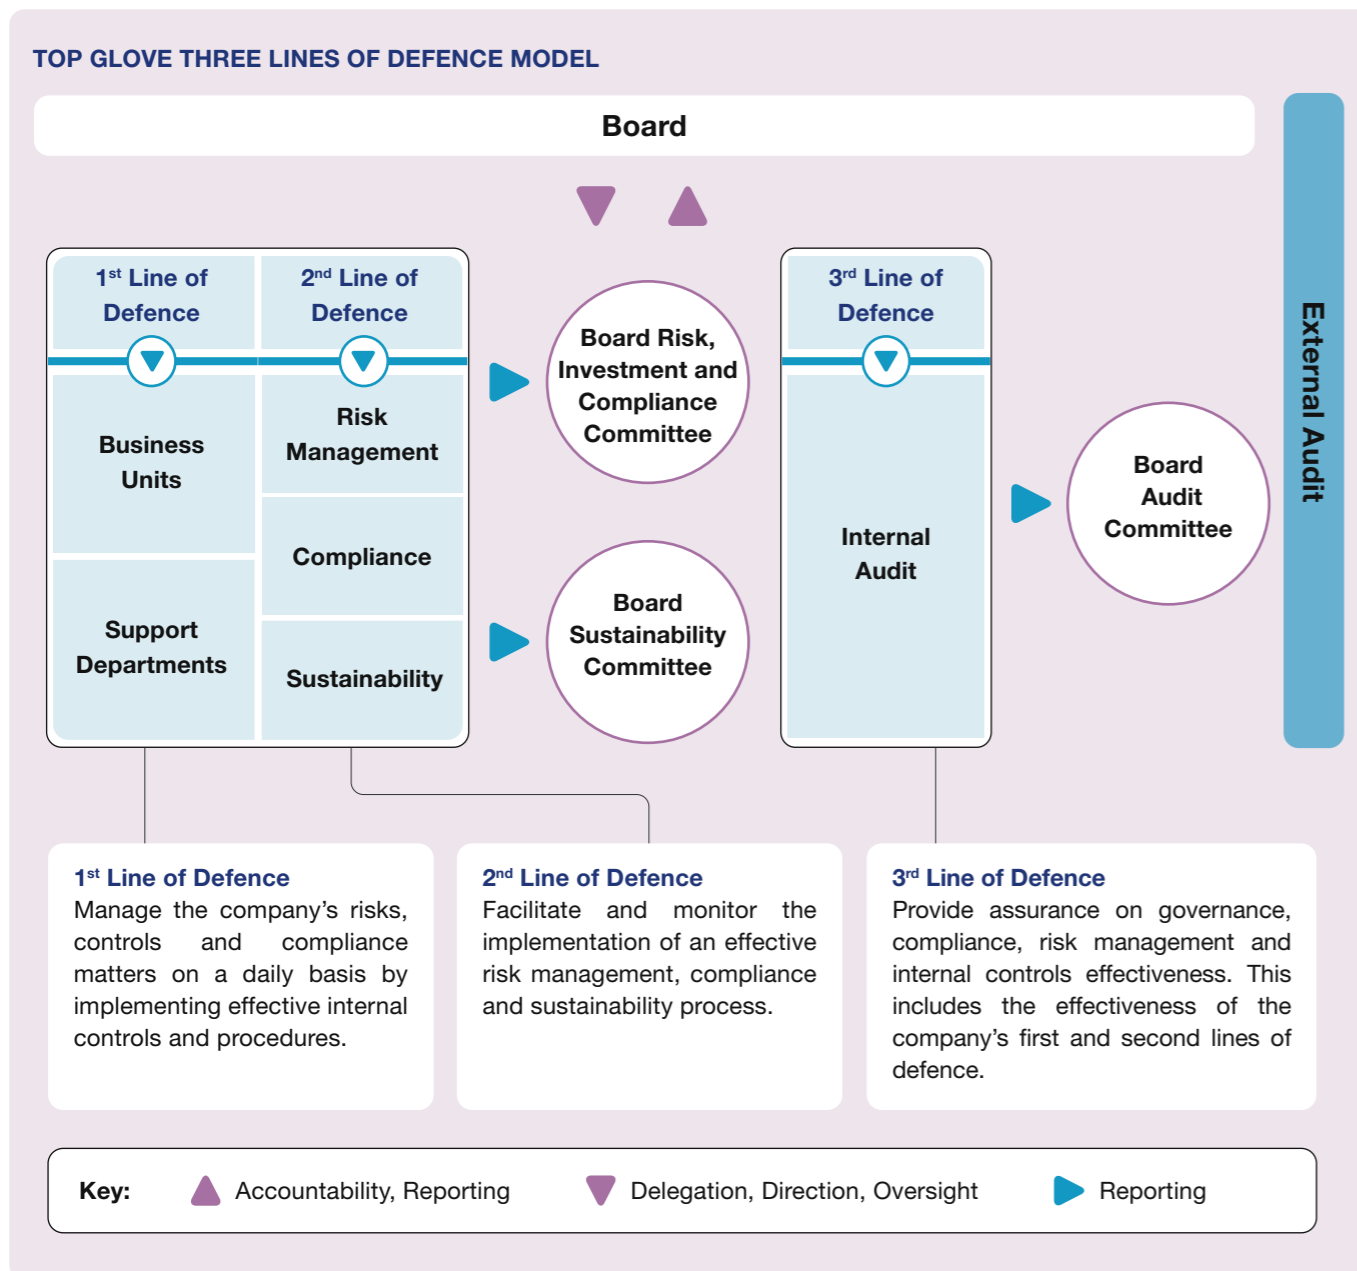 TOP GLOVE THREE LINES OF DEFENCE MODEL
Board
External Audit
1st Line of
Defence
Business
Units
Support
Departments
2nd Line of
Defence
Risk
Management
Compliance
Sustainability
Board Risk,
Investment and
Compliance
Committee
Board
Sustainability
Committee
3rd Line of
Defence
Internal
Audit
Board
Audit
Committee
1st Line of Defence
Manage the company’s risks,
controls and compliance
matters on a daily basis by
implementing effective internal
controls and procedures.
2nd Line of Defence
Facilitate and monitor the
implementation of an effective
risk management, compliance
and sustainability process.
3rd Line of Defence
Provide assurance on governance,
compliance, risk management and
internal controls effectiveness. This
includes the effectiveness of the
company’s first and second lines of
defence.
Key: Accountability, Reporting Delegation, Direction, Oversight Reporting